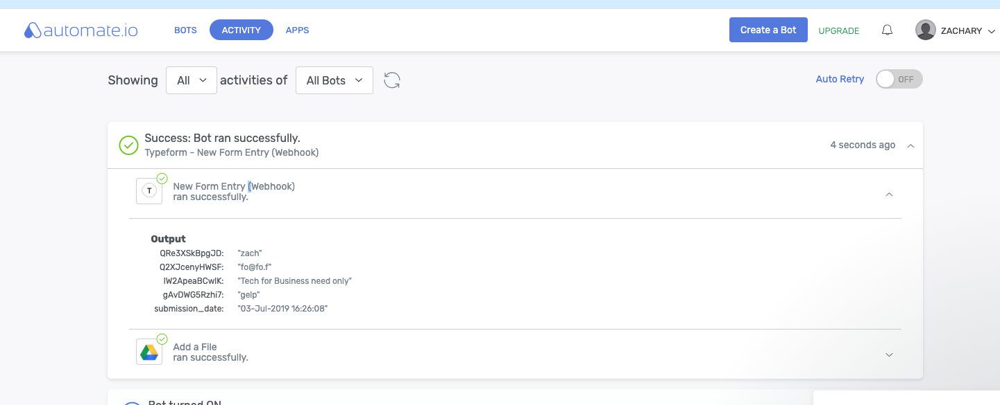 automate.io BOTS ACTIVITY APPS Create a Bot UPGRADE ZACHARY
Showing All activities of All Bots Auto Retry OFF
Success: Bot ran successfully.
Typeform - New Form Entry (Webhook)
4 seconds ago
T
New Form Entry (Webhook)
ran successfully.
Output
QRe3XSkBpgJD: "zach"
Q2XJcenyHWSF: "fo@fo.f"
lW2ApeaBCwlK: "Tech for Business need only"
gAvDWG5Rzhi7: "gelp"
submission_date: "03-Jul-2019 16:26:08"
Add a File
ran successfully.
Bot turned ON